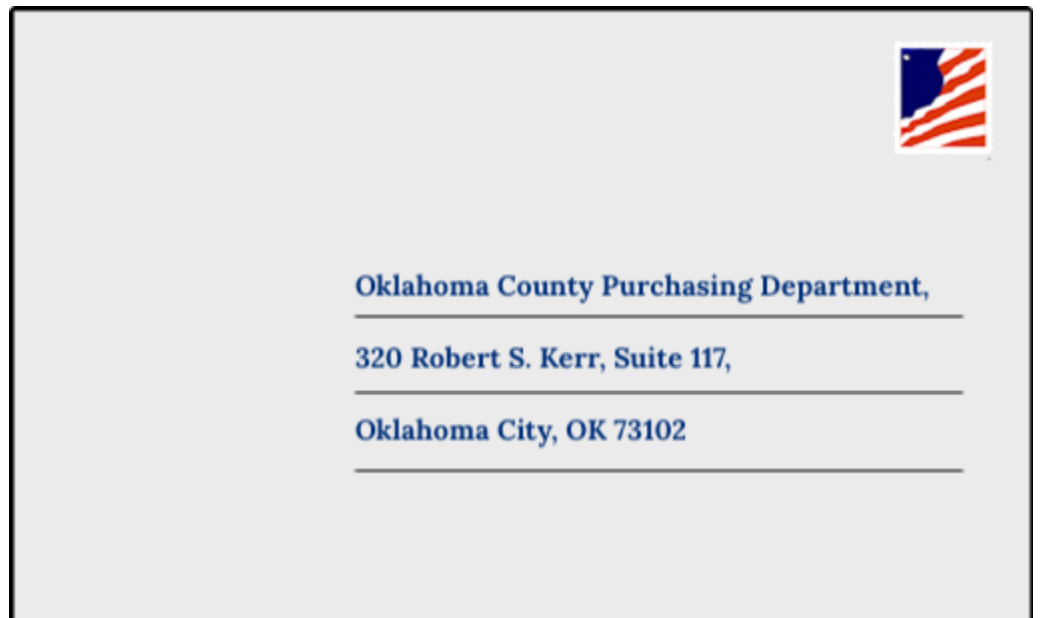 Oklahoma County Purchasing Department,
320 Robert S. Kerr, Suite 117,
Oklahoma City, OK 73102